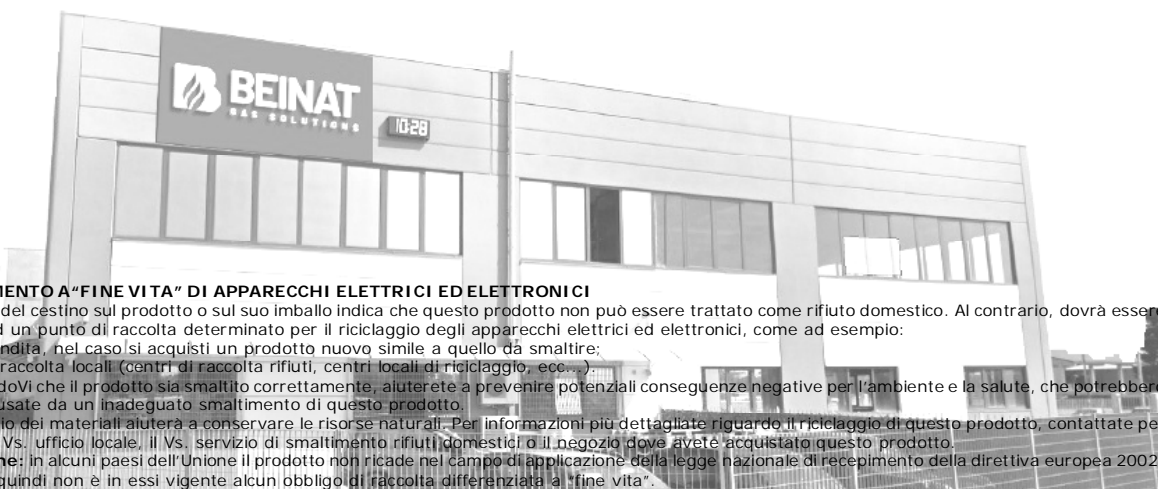 BEINAT
GAS SOLUTIONS
10:28
MENTO A "FINE VITA" DI APPARECCHI ELETTRICI ED ELETTRONICI
del cestino sul prodotto o sul suo imballo indica che questo prodotto non può essere trattato come rifiuto domestico. Al contrario, dovrà essere
d un punto di raccolta determinato per il riciclaggio degli apparecchi elettrici ed elettronici, come ad esempio:
ndita, nel caso si acquisti un prodotto nuovo simile a quello da smaltire;
raccolta locali (centri di raccolta rifiuti, centri locali di riciclaggio, ecc...).
doVi che il prodotto sia smaltito correttamente, aiuterete a prevenire potenziali conseguenze negative per l'ambiente e la salute, che potrebbero
usate da un inadeguato smaltimento di questo prodotto.
io dei materiali aiuterà a conservare le risorse naturali. Per informazioni più dettagliate riguardo il riciclaggio di questo prodotto, contattate pe
Vs. ufficio locale, il Vs. servizio di smaltimento rifiuti domestici o il negozio dove avete acquistato questo prodotto.
ne: in alcuni paesi dell'Unione il prodotto non ricade nel campo di applicazione della legge nazionale di recepimento della direttiva europea 2002
quindi non è in essi vigente alcun obbligo di raccolta differenziata a "fine vita".